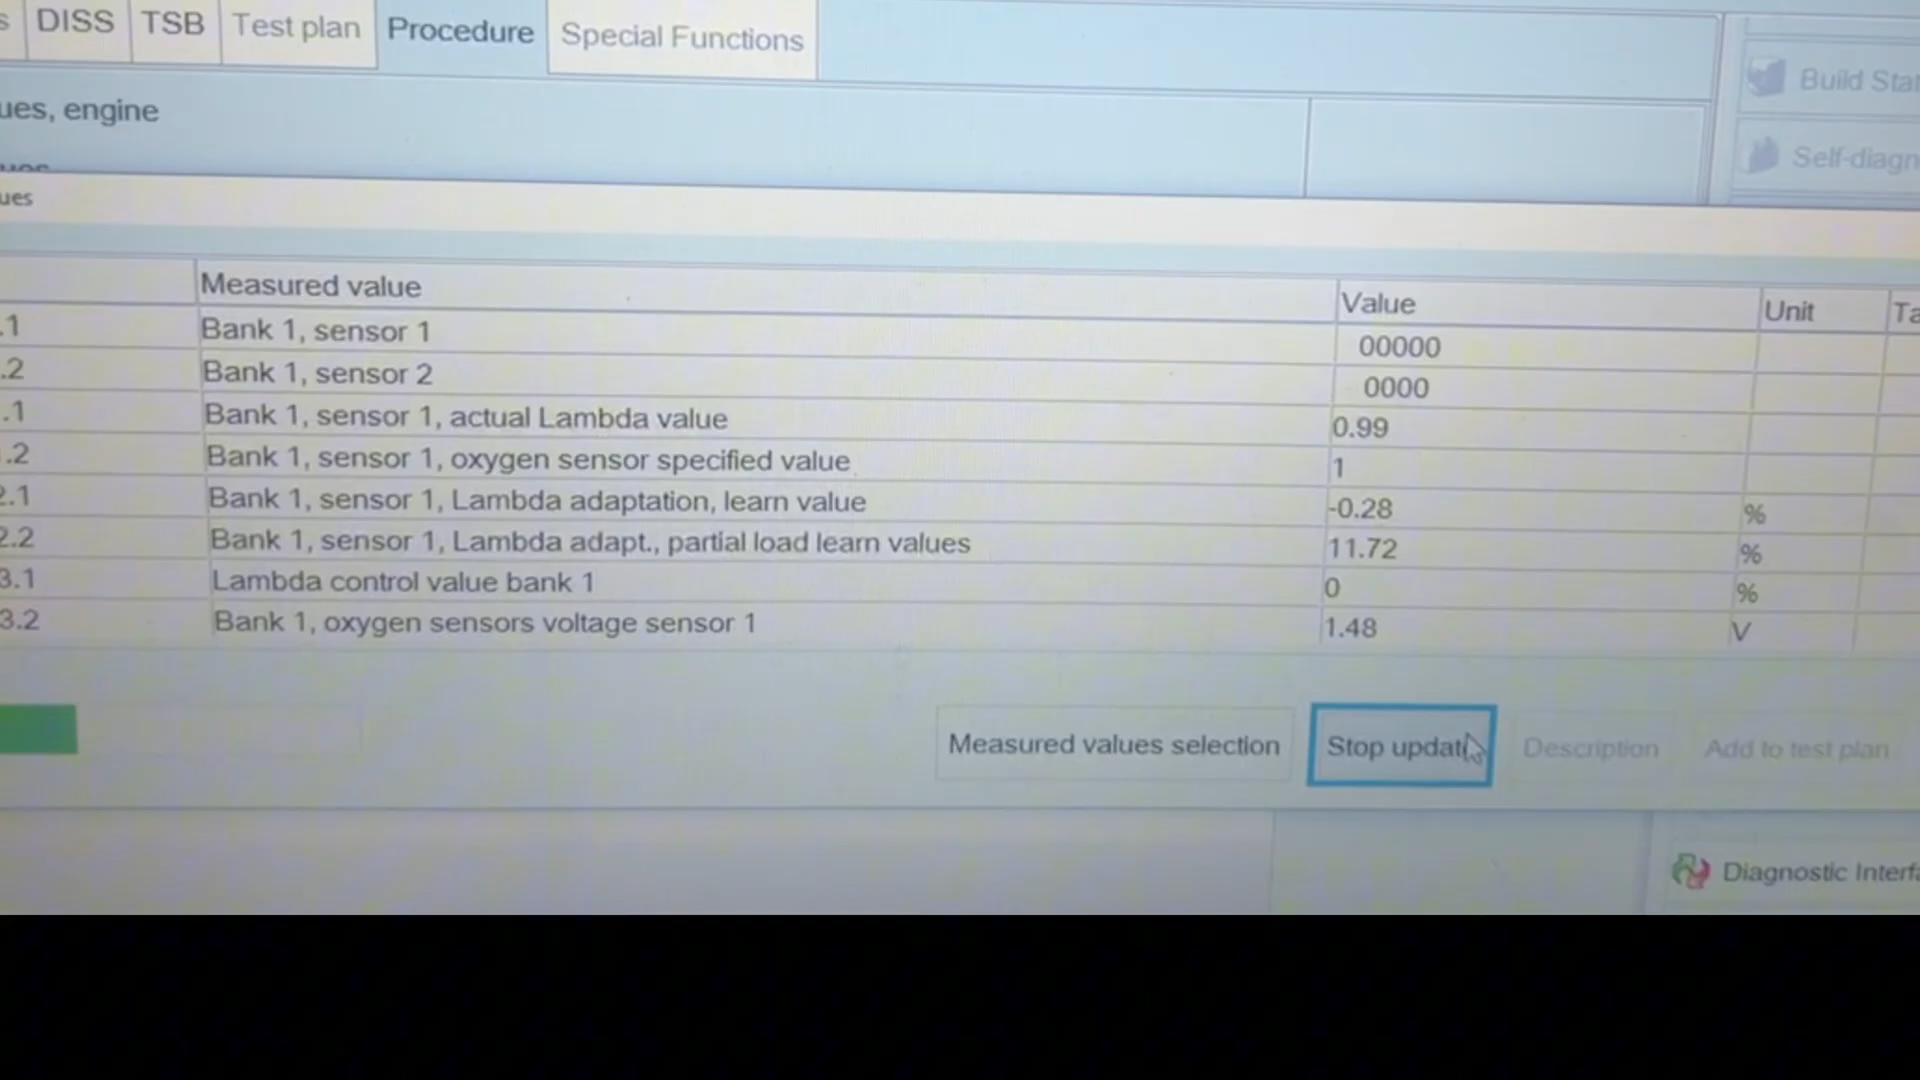 s DISS TSB Test plan Procedure Special Functions
Build Stat
ues, engine
Self-diagn
ues
Measured value Value Unit Ta
.1 Bank 1, sensor 1 00000
.2 Bank 1, sensor 2 0000
.1 Bank 1, sensor 1, actual Lambda value 0.99
.2 Bank 1, sensor 1, oxygen sensor specified value 1
2.1 Bank 1, sensor 1, Lambda adaptation, learn value -0.28 %
2.2 Bank 1, sensor 1, Lambda adapt., partial load learn values 11.72 %
3.1 Lambda control value bank 1 0 %
3.2 Bank 1, oxygen sensors voltage sensor 1 1.48 V
Measured values selection Stop updat Description Add to test plan
Diagnostic Interfa